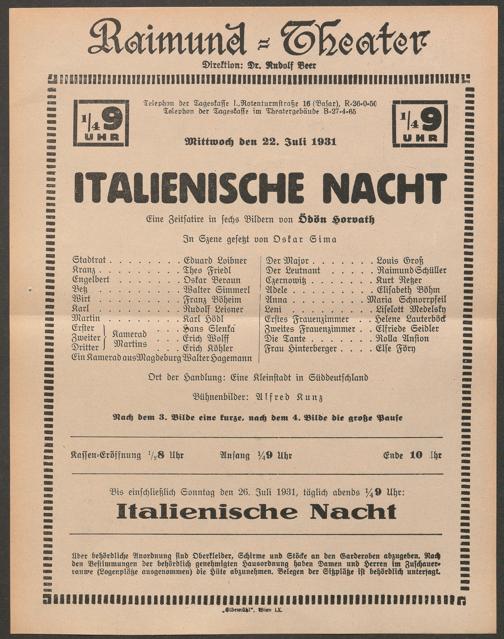 Raimund-Theater
Direktion: Dr. Rudolf Beer
1/4 9 UHR
Telephon der Tageskasse I., Rotenturmstraße 16 (Basar), R-26-0-50
Telephon der Tageskasse im Theatergebäude B-27-4-65
1/4 9 UHR
Mittwoch den 22. Juli 1931
ITALIENISCHE NACHT
Eine Zeitsatire in sechs Bildern von Ödön Horvath
In Szene gesetzt von Oskar Sima
Stadtrat . . . . . . . . . Eduard Loibner
Kranz . . . . . . . . . . Theo Friedl
Engelbert . . . . . . . . Oskar Beraun
Betz . . . . . . . . . . Walter Simmerl
Wirt . . . . . . . . . . Franz Böheim
Karl . . . . . . . . . . Rudolf Leisner
Martin . . . . . . . . . Karl Hödl
Erster } Kamerad Martins . . . Hans Slenka
Zweiter } Kamerad Martins . . . Erich Wolff
Dritter } Kamerad Martins . . . Erich Köhler
Ein Kamerad aus Magdeburg Walter Hagemann
Der Major . . . . . . . Louis Groß
Der Leutnant . . . . . . Raimund Schüller
Czernowitz . . . . . . . Kurt Retzer
Adele . . . . . . . . . Elisabeth Böhm
Anna . . . . . . . . . Maria Schnorrpfeil
Leni . . . . . . . . . Liselott Medelsky
Erstes Frauenzimmer . . . Helene Lauterböck
Zweites Frauenzimmer . . . Elfriede Seidler
Die Tante . . . . . . . Rolla Ansion
Frau Hinterberger . . . . Else Föry
Ort der Handlung: Eine Kleinstadt in Süddeutschland
Bühnenbilder: Alfred Kunz
Nach dem 3. Bilde eine kurze, nach dem 4. Bilde die große Pause
Kassen-Eröffnung 1/2 8 Uhr Anfang 1/4 9 Uhr Ende 10 Uhr
Bis einschließlich Sonntag den 26. Juli 1931, täglich abends 1/4 9 Uhr:
Italienische Nacht
Über behördliche Anordnung sind Oberkleider, Schirme und Stöcke an den Garderoben abzugeben. Nach
den Bestimmungen der behördlich genehmigten Hausordnung haben Damen und Herren im Zuschauer-
raume (Logenplätze ausgenommen) die Hüte abzunehmen. Belegen der Sitzplätze ist behördlich untersagt.
„Eldemühl“, Wien IX.